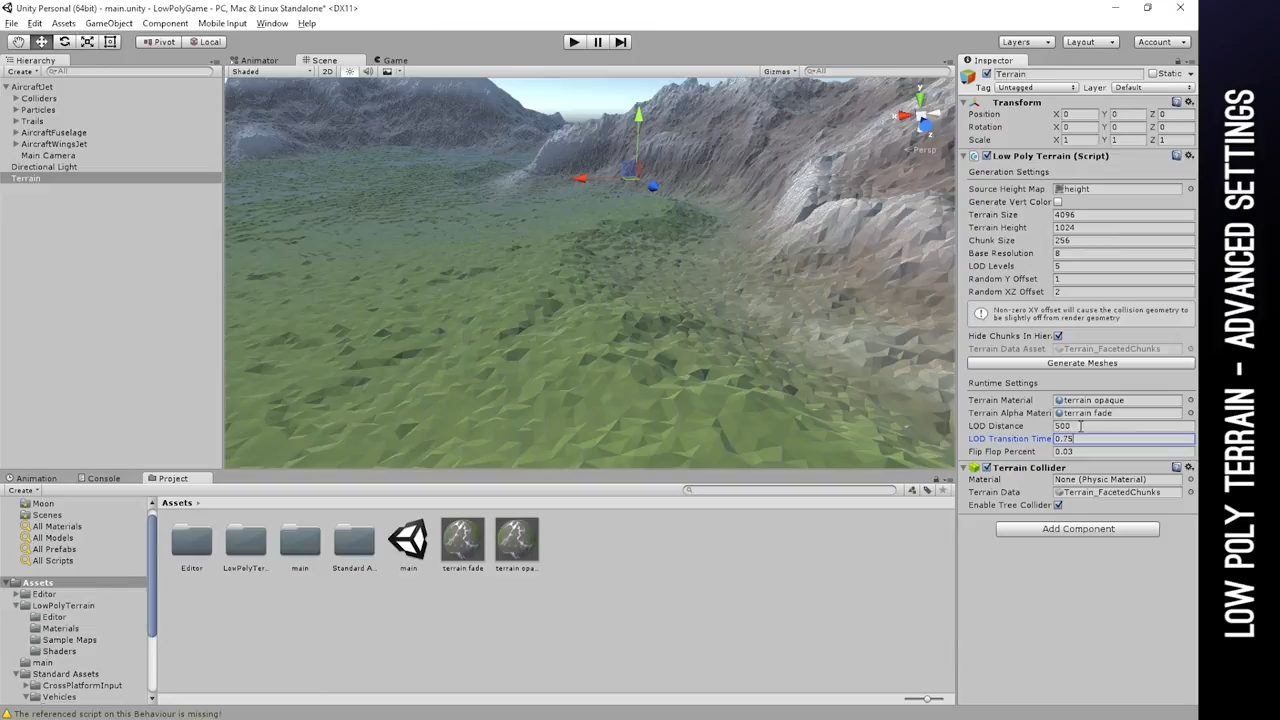 Unity Personal (64bit) - main.unity - LowPolyGame - PC, Mac & Linux Standalone* <DX11>
File Edit Assets GameObject Component Mobile Input Window Help
Pivot Local Layers Layout Account
Hierarchy
Create All
AircraftJet
Colliders
Particles
Trails
AircraftFuselage
AircraftWingsJet
Main Camera
Directional Light
Terrain
Animator Scene Game
Shaded 2D Gizmos All
y
x
z
Persp
Inspector
Terrain Static
Tag Untagged Layer Default
Transform
Position X 0 Y 0 Z 0
Rotation X 0 Y 0 Z 0
Scale X 1 Y 1 Z 1
Low Poly Terrain (Script)
Generation Settings
Source Height Map height
Generate Vert Color
Terrain Size 4096
Terrain Height 1024
Chunk Size 256
Base Resolution 8
LOD Levels 5
Random Y Offset 1
Random XZ Offset 2
Non-zero XY offset will cause the collision geometry to
be slightly off from render geometry
Hide Chunks In Hier
Terrain Data Asset Terrain_FacetedChunks
Generate Meshes
Runtime Settings
Terrain Material terrain opaque
Terrain Alpha Materi terrain fade
LOD Distance 500
LOD Transition Time 0.75
Flip Flop Percent 0.03
Terrain Collider
Material None (Physic Material)
Terrain Data Terrain_FacetedChunks
Enable Tree Collider
Add Component
Animation Console Project
Create
Moon
Scenes
All Materials
All Models
All Prefabs
All Scripts
Assets
Editor
LowPolyTerrain
Editor
Materials
Sample Maps
Shaders
main
Standard Assets
CrossPlatformInput
Vehicles
Assets
Editor LowPolyTer... main Standard A... main terrain fade terrain opa...
The referenced script on this Behaviour is missing!
LOW POLY TERRAIN - ADVANCED SETTINGS